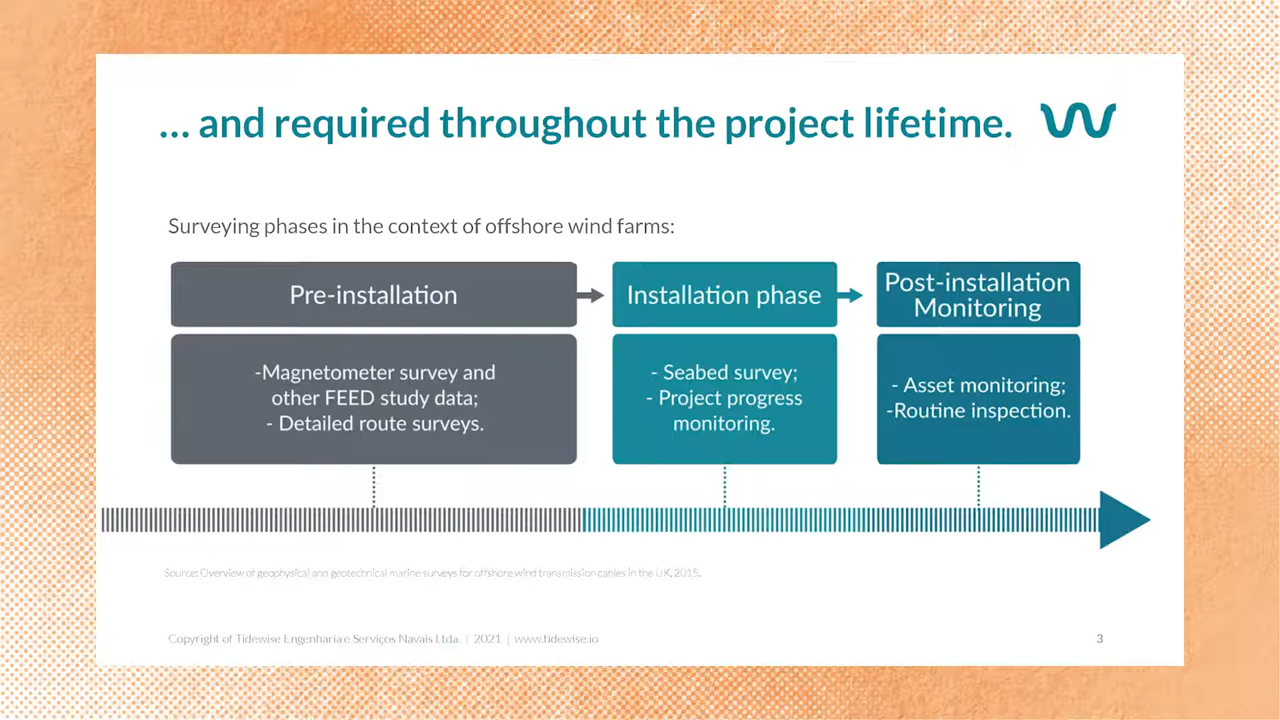 ... and required throughout the project lifetime.
Surveying phases in the context of offshore wind farms:
Pre-installation
Installation phase
Post-installation
Monitoring
-Magnetometer survey and
other FEED study data;
- Detailed route surveys.
- Seabed survey;
- Project progress
monitoring.
- Asset monitoring;
-Routine inspection.
Source: Overview of geophysical and geotechnical marine surveys for offshore wind transmission cables in the UK, 2015.
Copyright of Tidewise Engenharia e Serviços Navais Ltda. | 2021 | www.tidewise.io
3